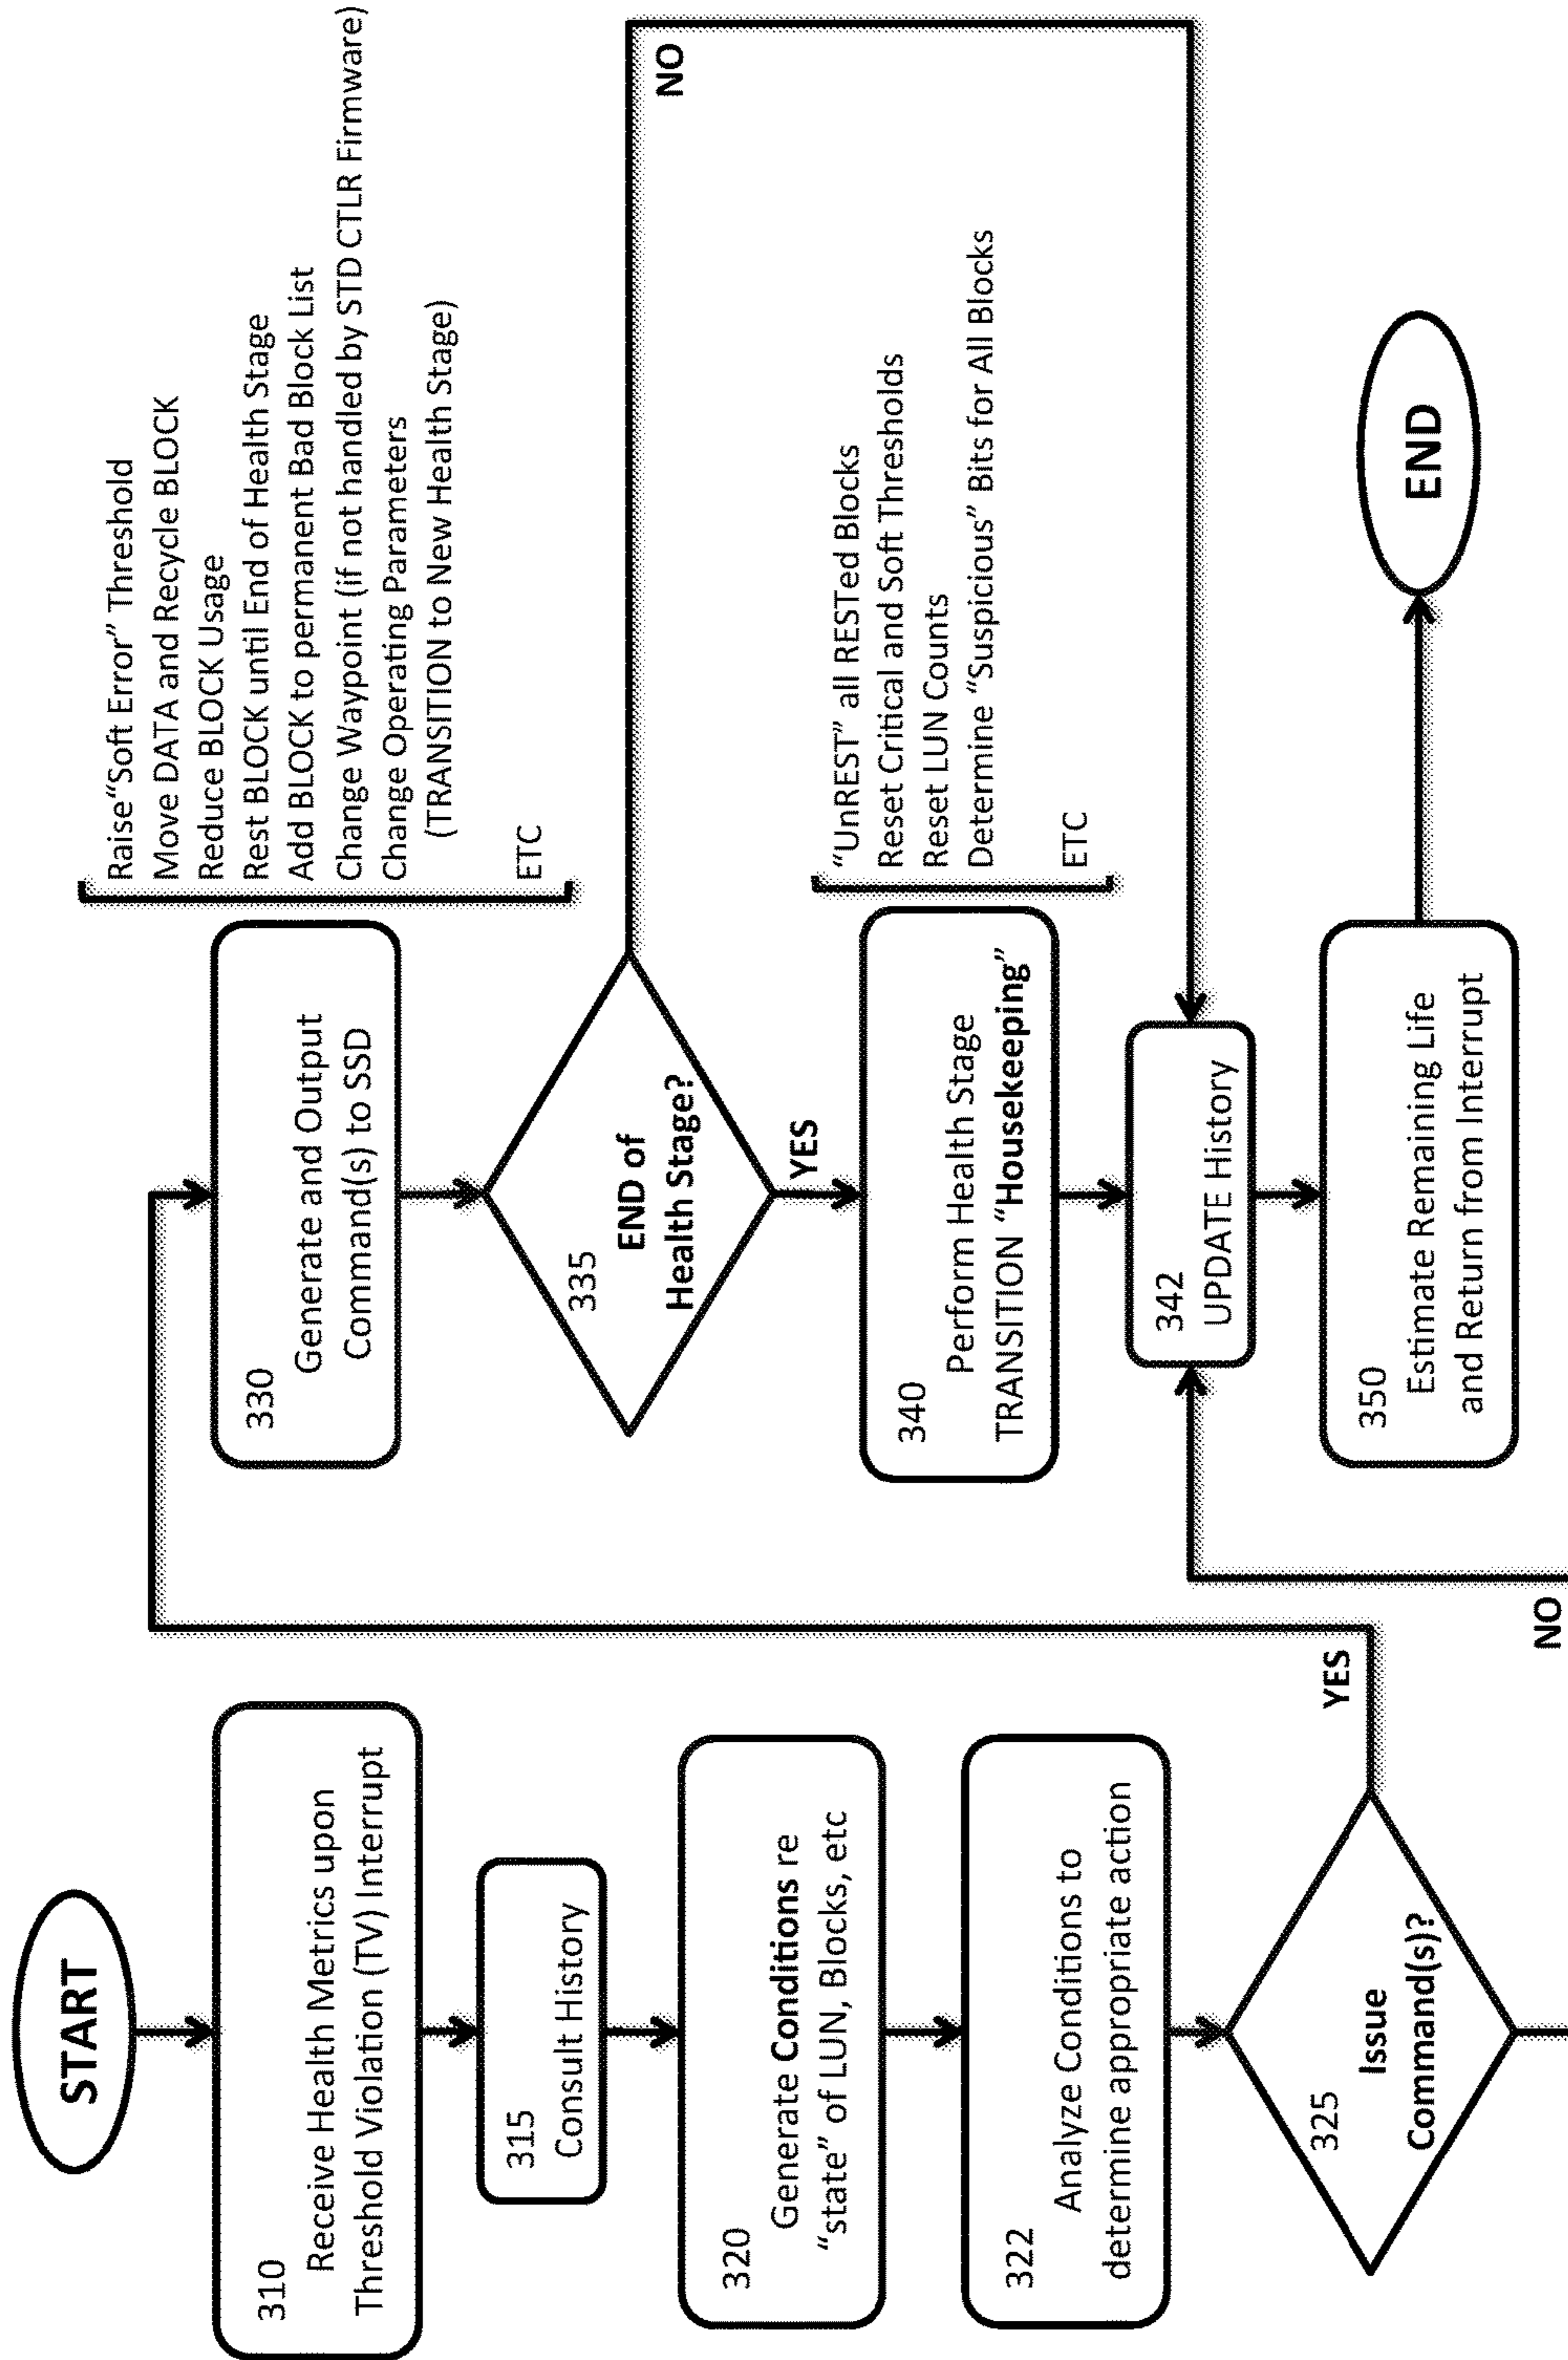 START
310
Receive Health Metrics upon
Threshold Violation (TV) Interrupt
315
Consult History
320
Generate Conditions re
“state” of LUN, Blocks, etc
322
Analyze Conditions to
determine appropriate action
325
Issue
Command(s)?
YES
NO
330
Generate and Output
Command(s) to SSD
Raise“Soft Error” Threshold
Move DATA and Recycle BLOCK
Reduce BLOCK Usage
Rest BLOCK until End of Health Stage
Add BLOCK to permanent Bad Block List
Change Waypoint (if not handled by STD CTLR Firmware)
Change Operating Parameters
(TRANSITION to New Health Stage)
ETC
335
END of
Health Stage?
NO
YES
340
Perform Health Stage
TRANSITION “Housekeeping”
“UnREST” all RESTed Blocks
Reset Critical and Soft Thresholds
Reset LUN Counts
Determine “Suspicious” Bits for All Blocks
ETC
342
UPDATE History
350
Estimate Remaining Life
and Return from Interrupt
END